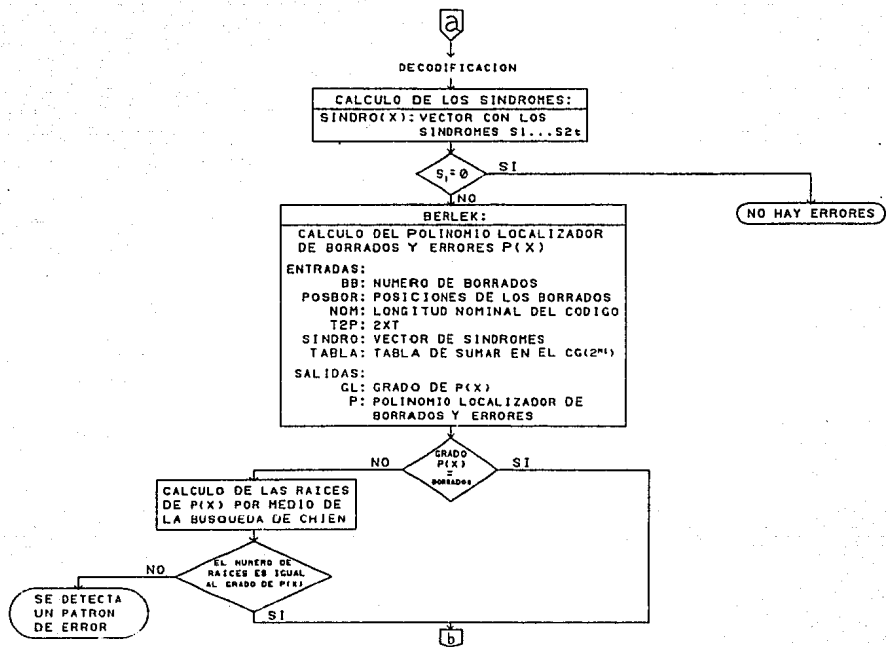 a
DECODIFICACION
CALCULO DE LOS SINDROMES:
SINDRO(X): VECTOR CON LOS
SINDROMES S1...S2t
S₁= 0
SI
NO
NO HAY ERRORES
BERLEK:
CALCULO DEL POLINOMIO LOCALIZADOR
DE BORRADOS Y ERRORES P(X)
ENTRADAS:
BB: NUMERO DE BORRADOS
POSBOR: POSICIONES DE LOS BORRADOS
NOM: LONGITUD NOMINAL DEL CODIGO
T2P: 2XT
SINDRO: VECTOR DE SINDROMES
TABLA: TABLA DE SUMAR EN EL CG(2ᴹ¹)
SALIDAS:
GL: GRADO DE P(X)
P: POLINOMIO LOCALIZADOR DE
BORRADOS Y ERRORES
GRADO
P(X)
=
BORRADOS
NO
SI
CALCULO DE LAS RAICES
DE P(X) POR MEDIO DE
LA BUSQUEDA DE CHIEN
EL NUMERO DE
RAICES ES IGUAL
AL GRADO DE P(X)
NO
SI
SE DETECTA
UN PATRON
DE ERROR
b